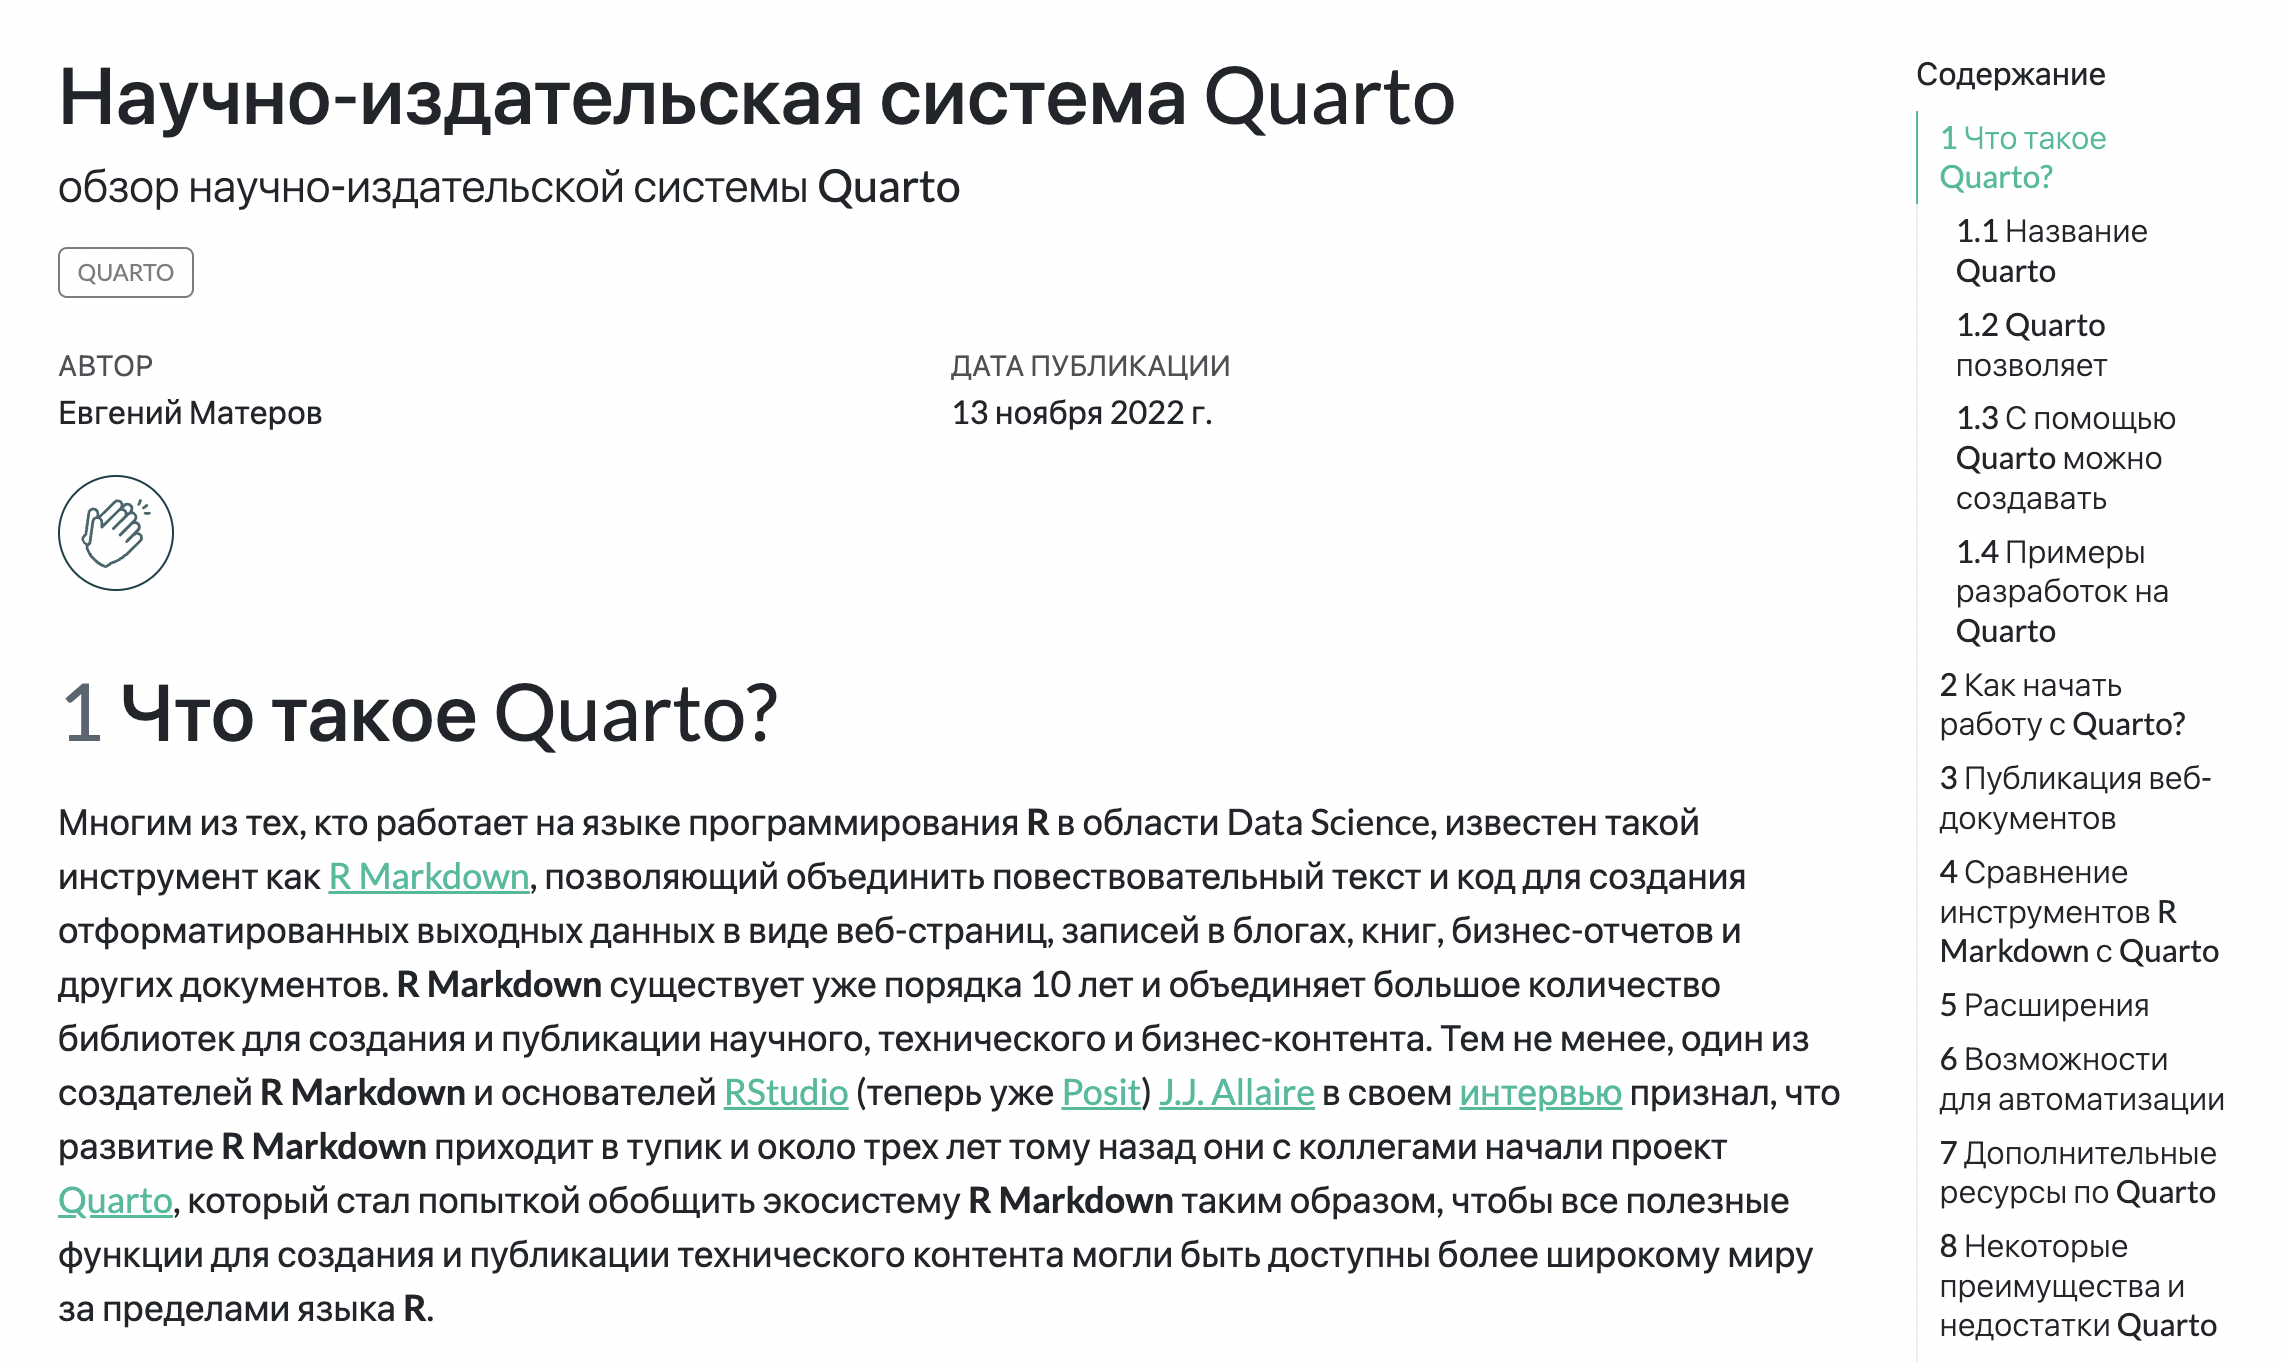 Научно-издательская система Quarto
обзор научно-издательской системы Quarto
QUARTO
АВТОР
Евгений Матеров
ДАТА ПУБЛИКАЦИИ
13 ноября 2022 г.
1 Что такое Quarto?
Многим из тех, кто работает на языке программирования R в области Data Science, известен такой
инструмент как R Markdown, позволяющий объединить повествовательный текст и код для создания
отформатированных выходных данных в виде веб-страниц, записей в блогах, книг, бизнес-отчетов и
других документов. R Markdown существует уже порядка 10 лет и объединяет большое количество
библиотек для создания и публикации научного, технического и бизнес-контента. Тем не менее, один из
создателей R Markdown и основателей RStudio (теперь уже Posit) J.J. Allaire в своем интервью признал, что
развитие R Markdown приходит в тупик и около трех лет тому назад они с коллегами начали проект
Quarto, который стал попыткой обобщить экосистему R Markdown таким образом, чтобы все полезные
функции для создания и публикации технического контента могли быть доступны более широкому миру
за пределами языка R.
Содержание
1 Что такое
Quarto?
1.1 Название
Quarto
1.2 Quarto
позволяет
1.3 С помощью
Quarto можно
создавать
1.4 Примеры
разработок на
Quarto
2 Как начать
работу с Quarto?
3 Публикация веб-
документов
4 Сравнение
инструментов R
Markdown с Quarto
5 Расширения
6 Возможности
для автоматизации
7 Дополнительные
ресурсы по Quarto
8 Некоторые
преимущества и
недостатки Quarto